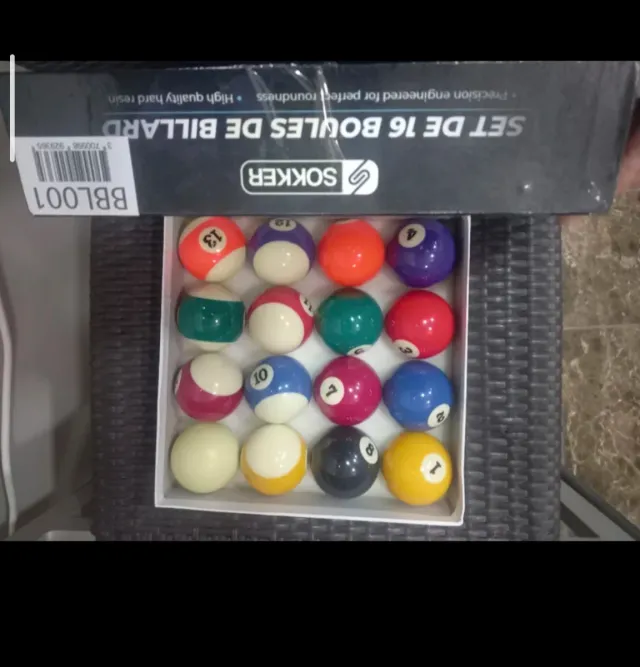 SOKKER
SET DE 16 BOULES DE BILLARD
• Precision engineered for perfect roundness • High quality hard resin
BBL001
13
12
4
10
7
2
8
1